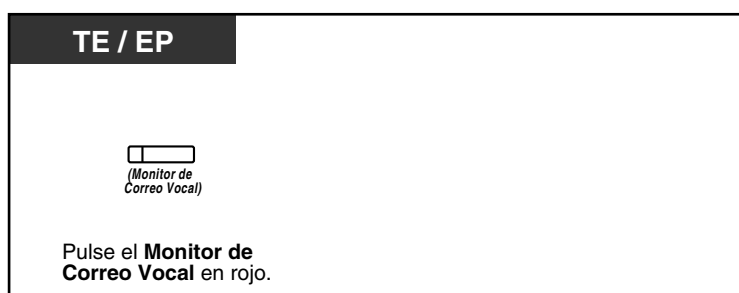 TE / EP
(Monitor de
Correo Vocal)
Pulse el Monitor de
Correo Vocal en rojo.